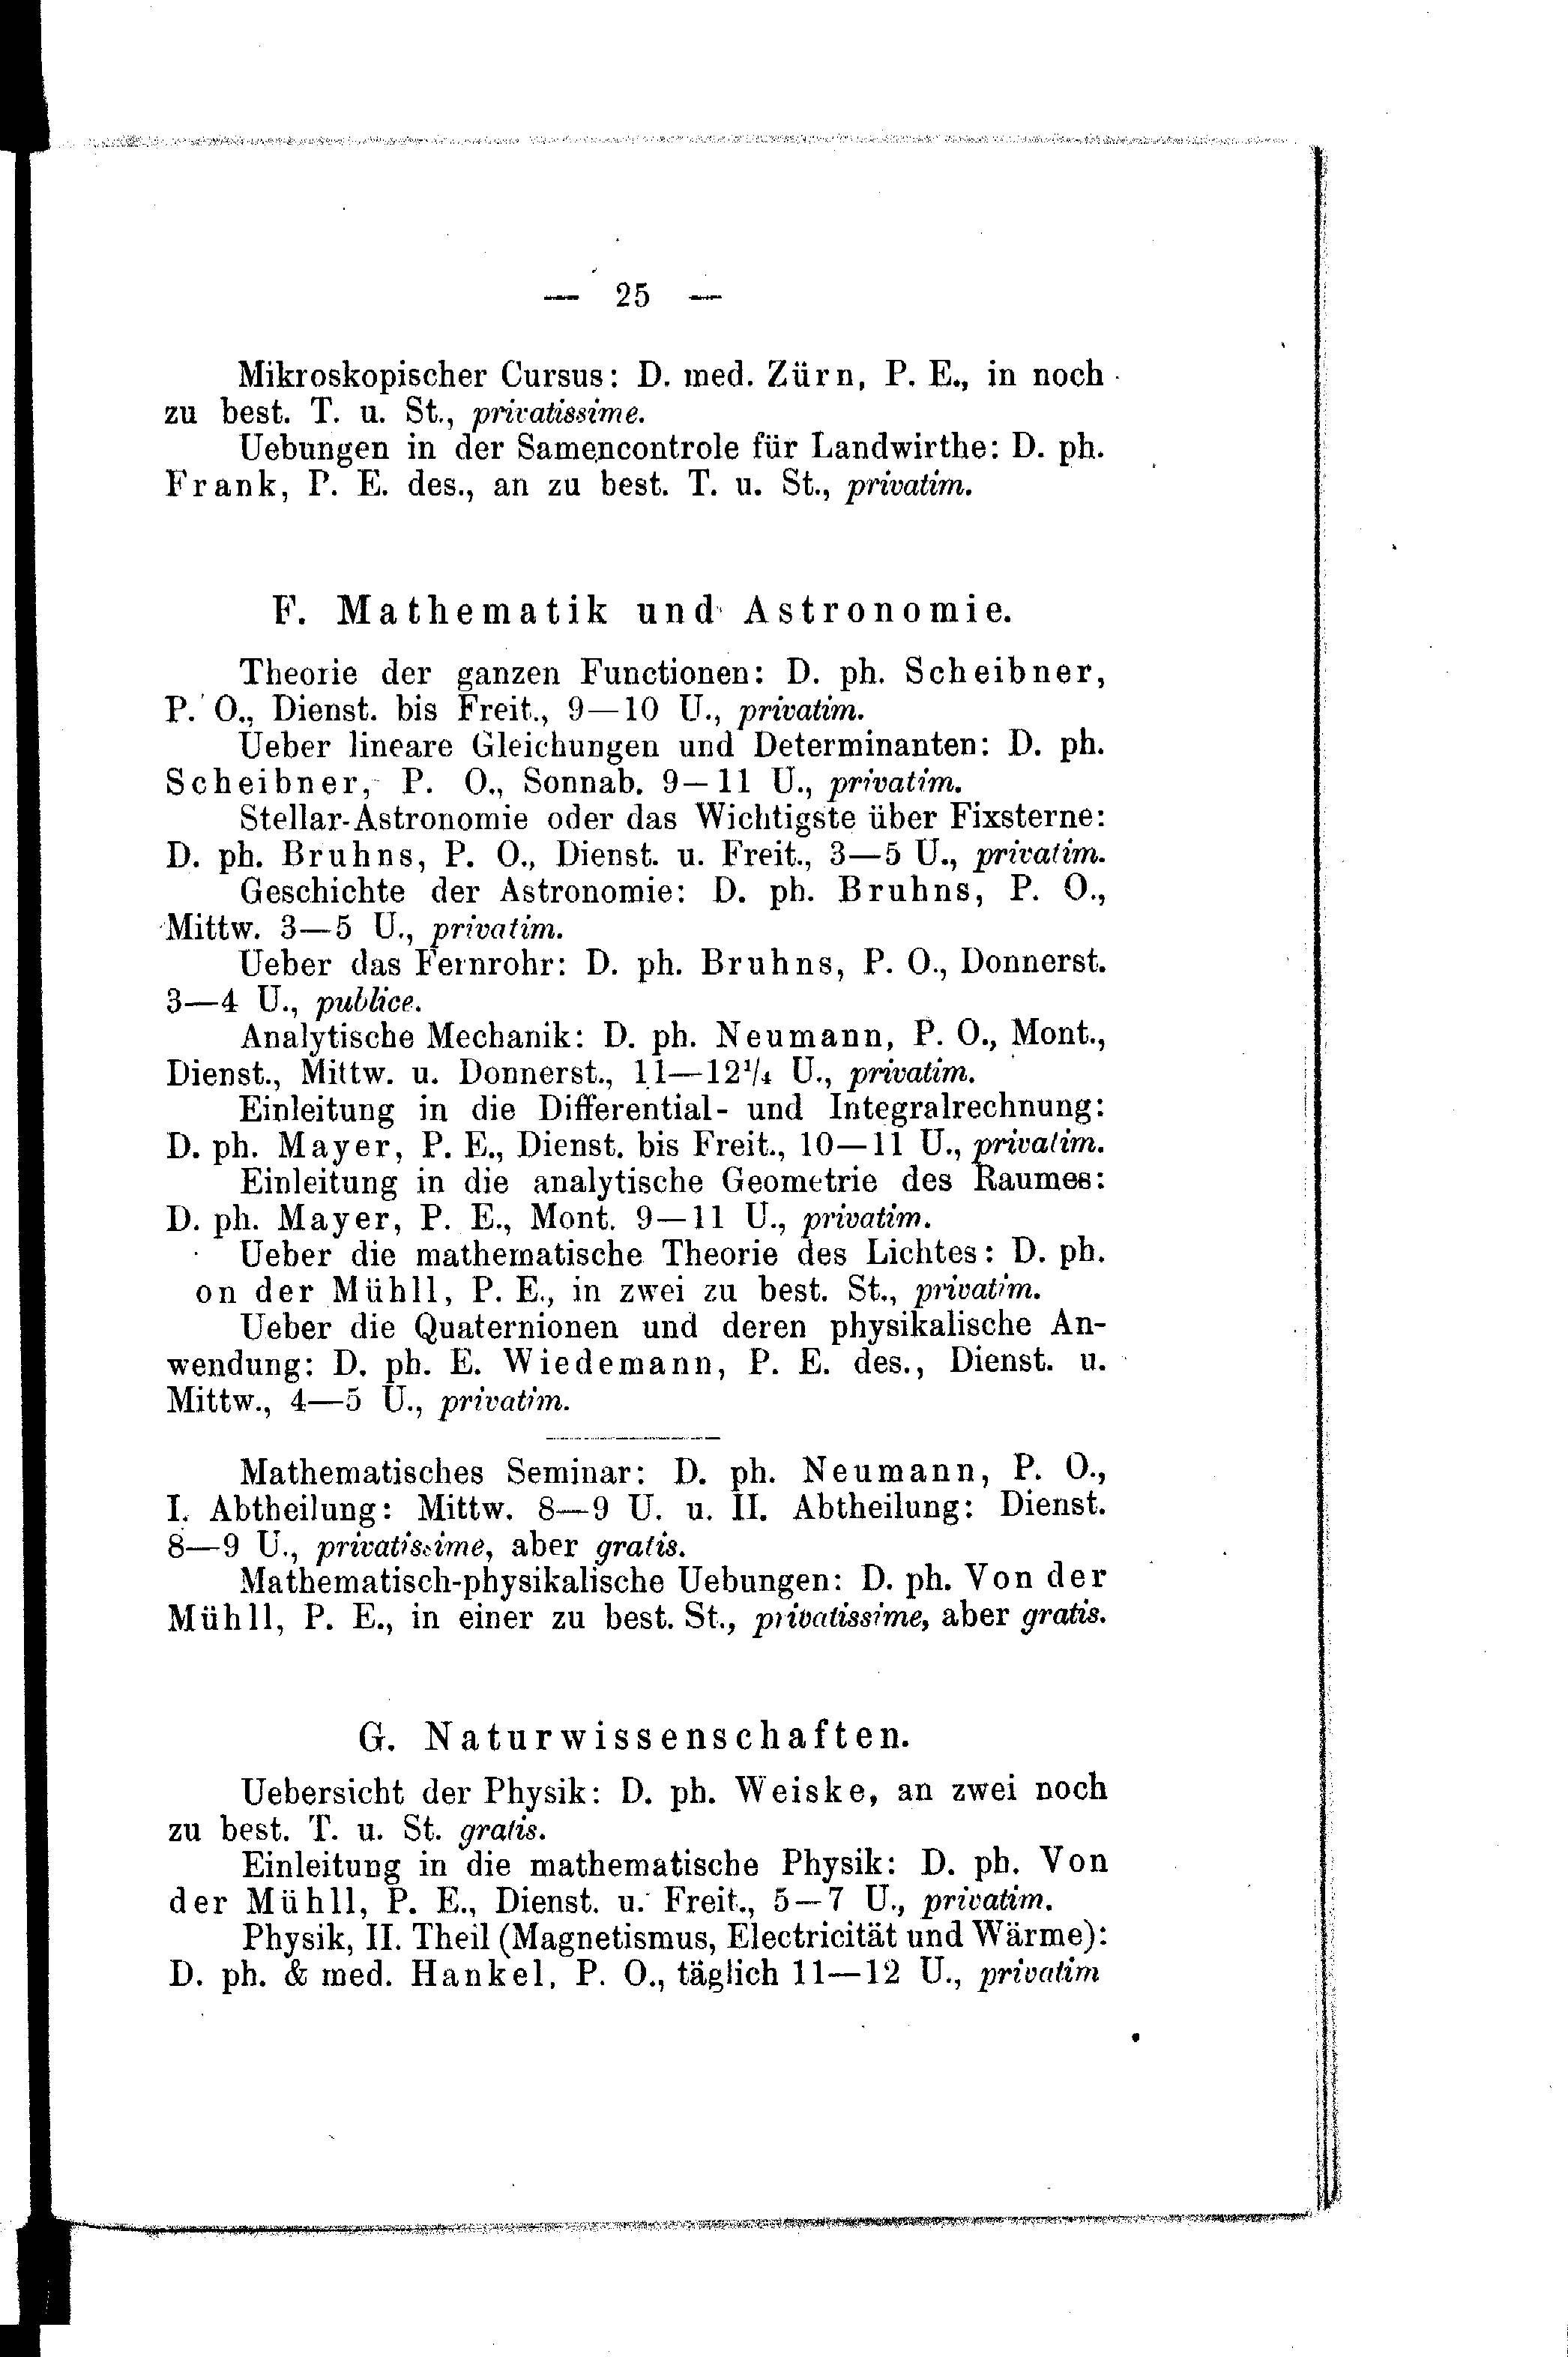 — 25 —
Mikroskopischer Cursus: D. med. Zürn, P. E., in noch
zu best. T. u. St., privatissime.
Uebungen in der Samencontrole für Landwirthe: D. ph.
Frank, P. E. des., an zu best. T. u. St., privatim.
F. Mathematik und Astronomie.
Theorie der ganzen Functionen: D. ph. Scheibner,
P. O., Dienst. bis Freit., 9—10 U., privatim.
Ueber lineare Gleichungen und Determinanten: D. ph.
Scheibner, P. O., Sonnab. 9—11 U., privatim.
Stellar-Astronomie oder das Wichtigste über Fixsterne:
D. ph. Bruhns, P. O., Dienst. u. Freit., 3—5 U., privatim.
Geschichte der Astronomie: D. ph. Bruhns, P. O.,
Mittw. 3—5 U., privatim.
Ueber das Fernrohr: D. ph. Bruhns, P. O., Donnerst.
3—4 U., publice.
Analytische Mechanik: D. ph. Neumann, P. O., Mont.,
Dienst., Mittw. u. Donnerst., 11—12¼ U., privatim.
Einleitung in die Differential- und Integralrechnung:
D. ph. Mayer, P. E., Dienst. bis Freit., 10—11 U., privatim.
Einleitung in die analytische Geometrie des Raumes:
D. ph. Mayer, P. E., Mont. 9—11 U., privatim.
Ueber die mathematische Theorie des Lichtes: D. ph.
on der Mühll, P. E., in zwei zu best. St., privatim.
Ueber die Quaternionen und deren physikalische An-
wendung: D. ph. E. Wiedemann, P. E. des., Dienst. u.
Mittw., 4—5 U., privatim.
Mathematisches Seminar: D. ph. Neumann, P. O.,
I. Abtheilung: Mittw. 8—9 U. u. II. Abtheilung: Dienst.
8—9 U., privatissime, aber gratis.
Mathematisch-physikalische Uebungen: D. ph. Von der
Mühll, P. E., in einer zu best. St., privatissime, aber gratis.
G. Naturwissenschaften.
Uebersicht der Physik: D. ph. Weiske, an zwei noch
zu best. T. u. St. gratis.
Einleitung in die mathematische Physik: D. ph. Von
der Mühll, P. E., Dienst. u. Freit., 5—7 U., privatim.
Physik, II. Theil (Magnetismus, Electricität und Wärme):
D. ph. & med. Hankel, P. O., täglich 11—12 U., privatim